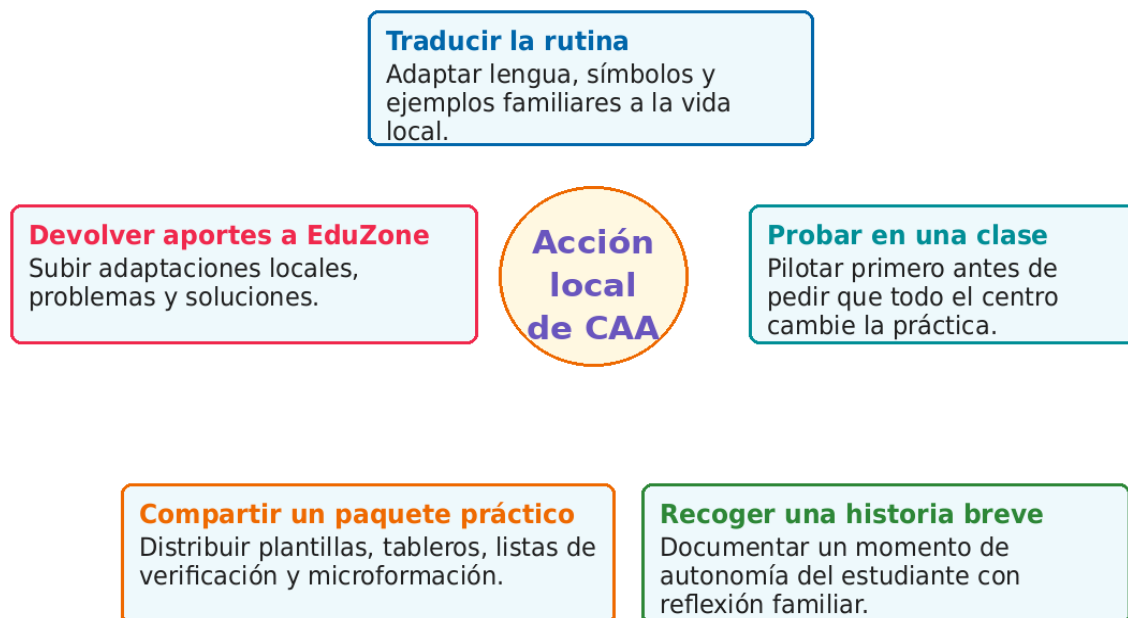 Traducir la rutina
Adaptar lengua, símbolos y
ejemplos familiares a la vida
local.
Devolver aportes a EduZone
Subir adaptaciones locales,
problemas y soluciones.
Acción
local
de CAA
Probar en una clase
Pilotar primero antes de
pedir que todo el centro
cambie la práctica.
Compartir un paquete práctico
Distribuir plantillas, tableros, listas de
verificación y microformación.
Recoger una historia breve
Documentar un momento de
autonomía del estudiante con
reflexión familiar.